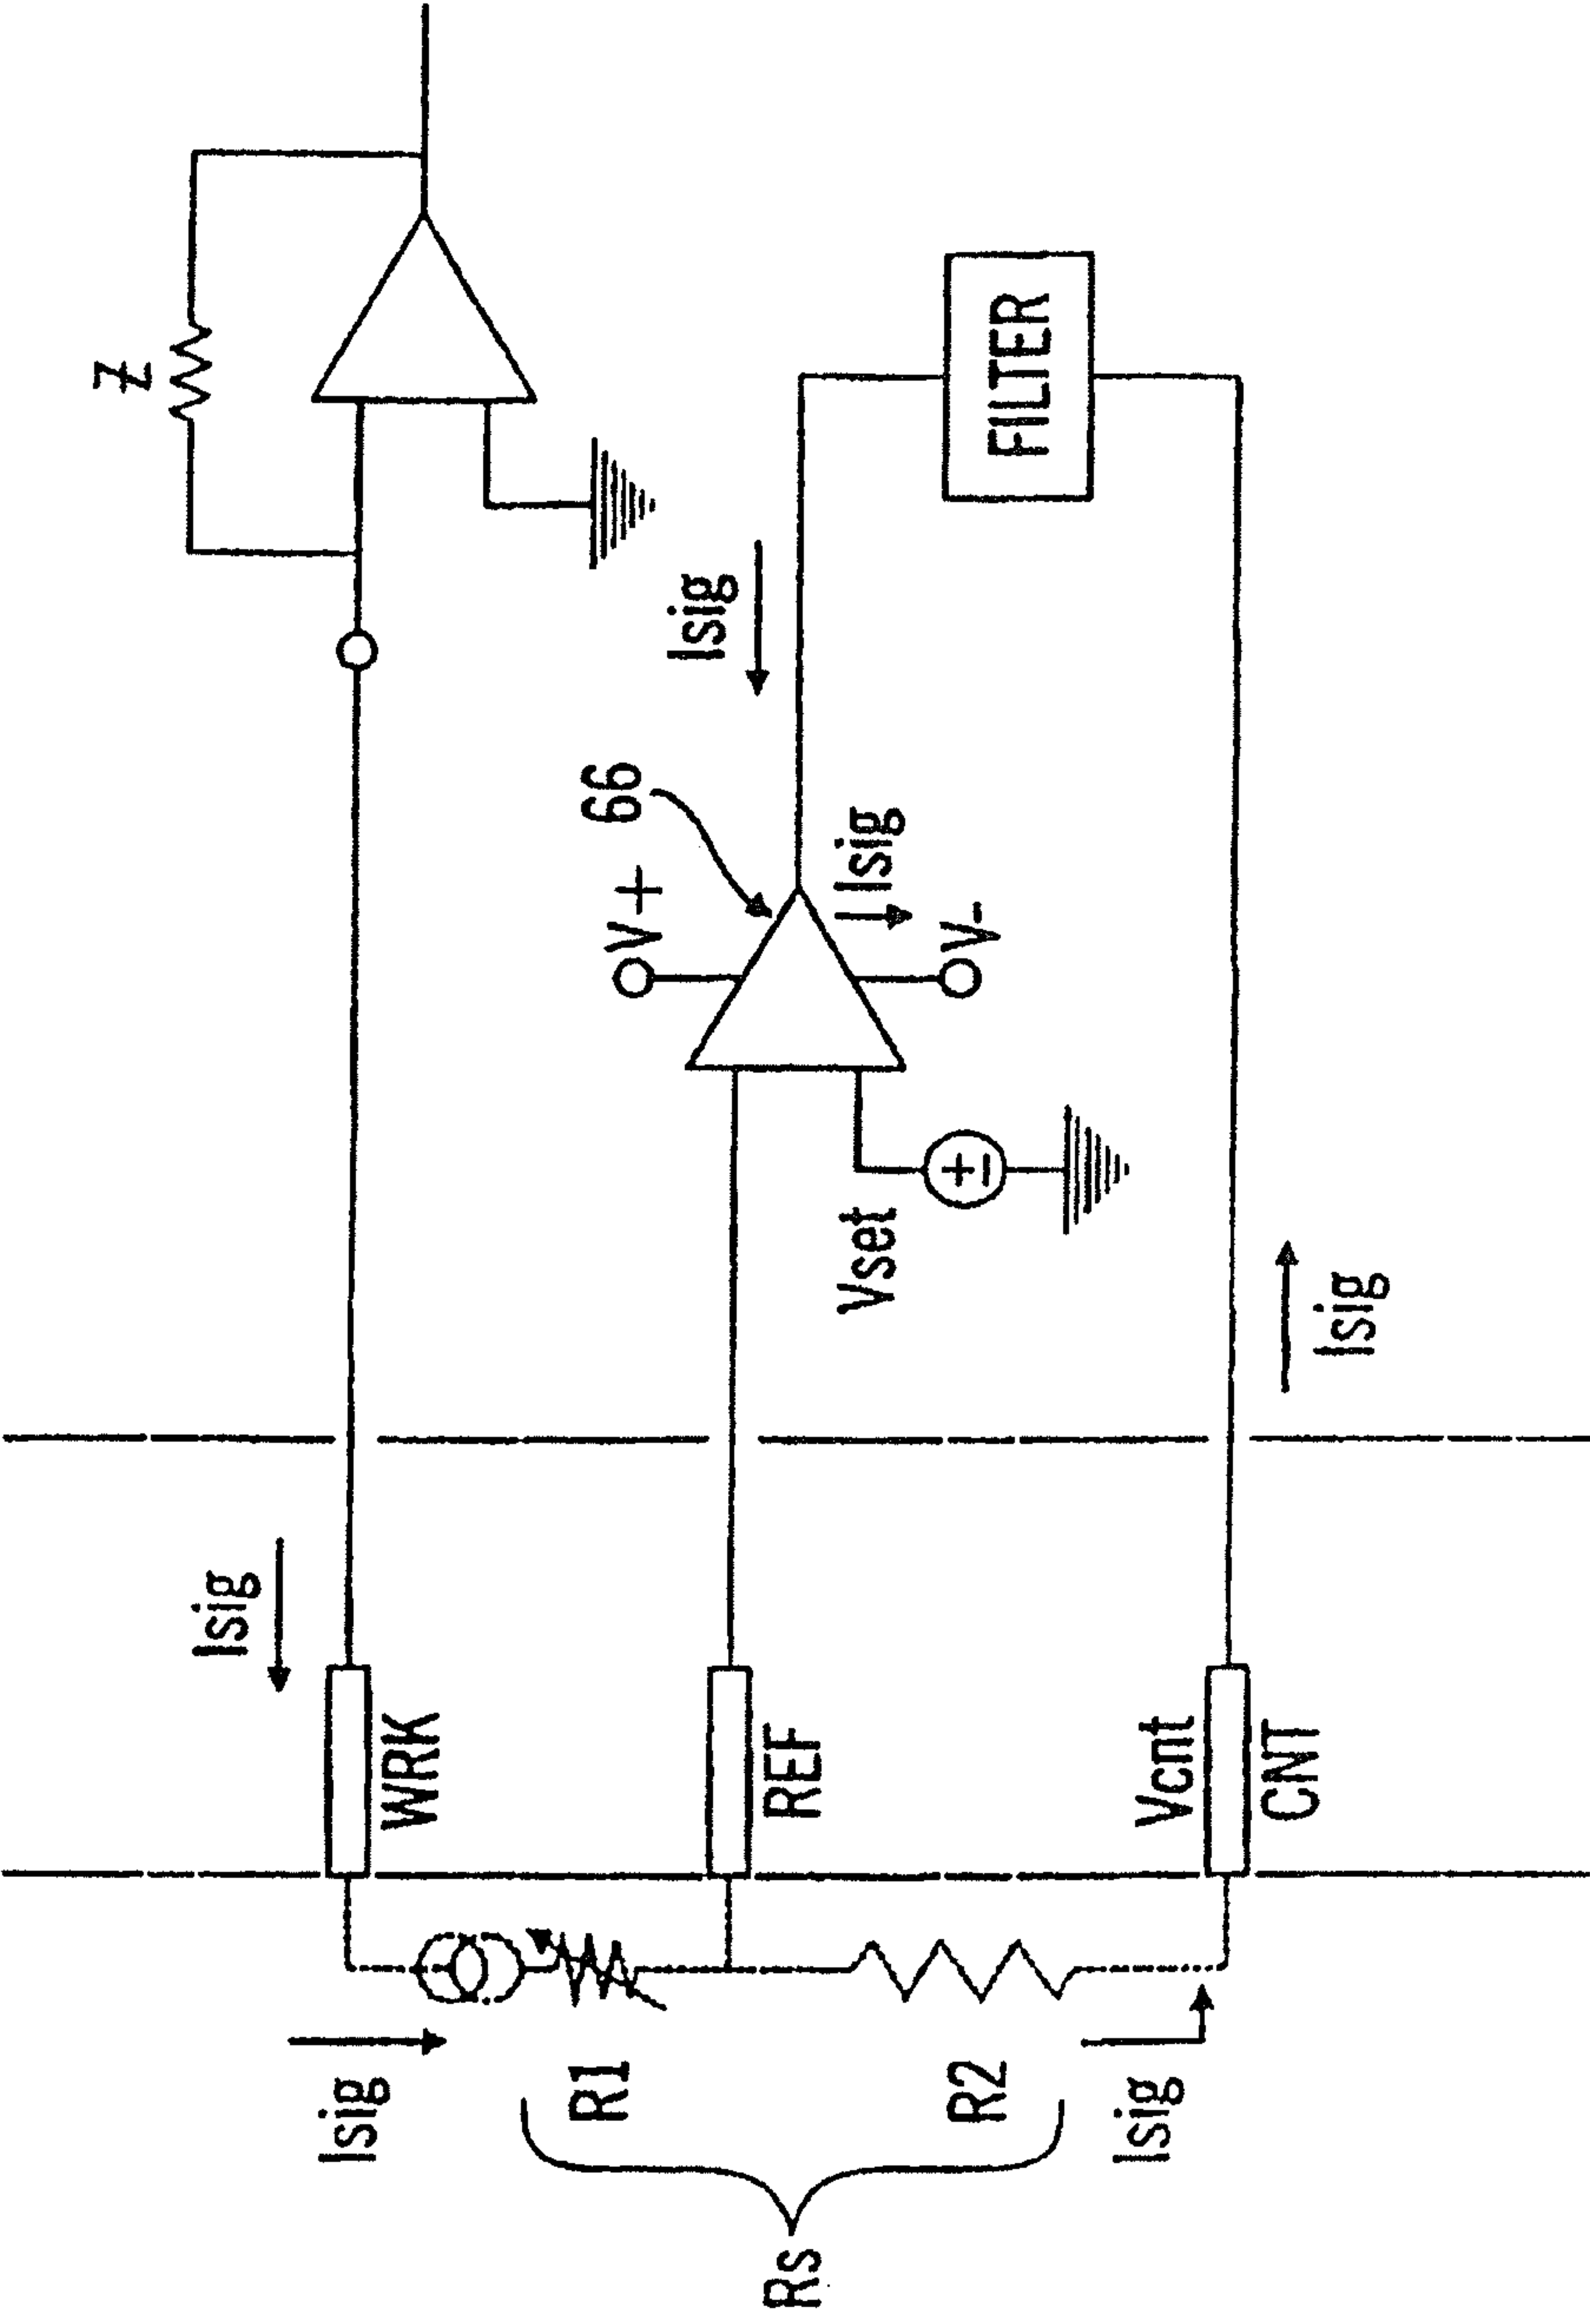 Z
FILTER
Isig
66
V+
Isig
V-
Vset
Isig
Isig
WRK
REF
Vcnt
CNT
Isig
R1
R2
Isig
Rs